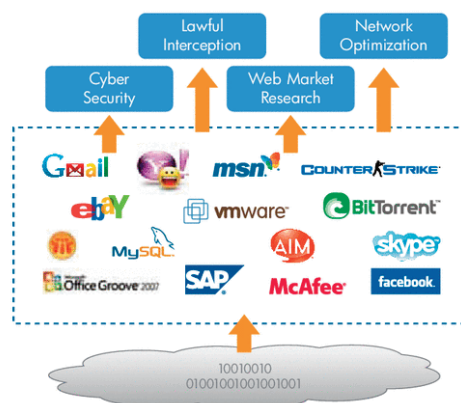 Lawful
Interception
Network
Optimization
Cyber
Security
Web Market
Research
Gmail
Y!
msn
COUNTER STRIKE
ebaY
vmware
BitTorrent
MySQL
AIM
skype
Microsoft
Office Groove 2007
SAP
McAfee
facebook.
10010010
01001001001001001